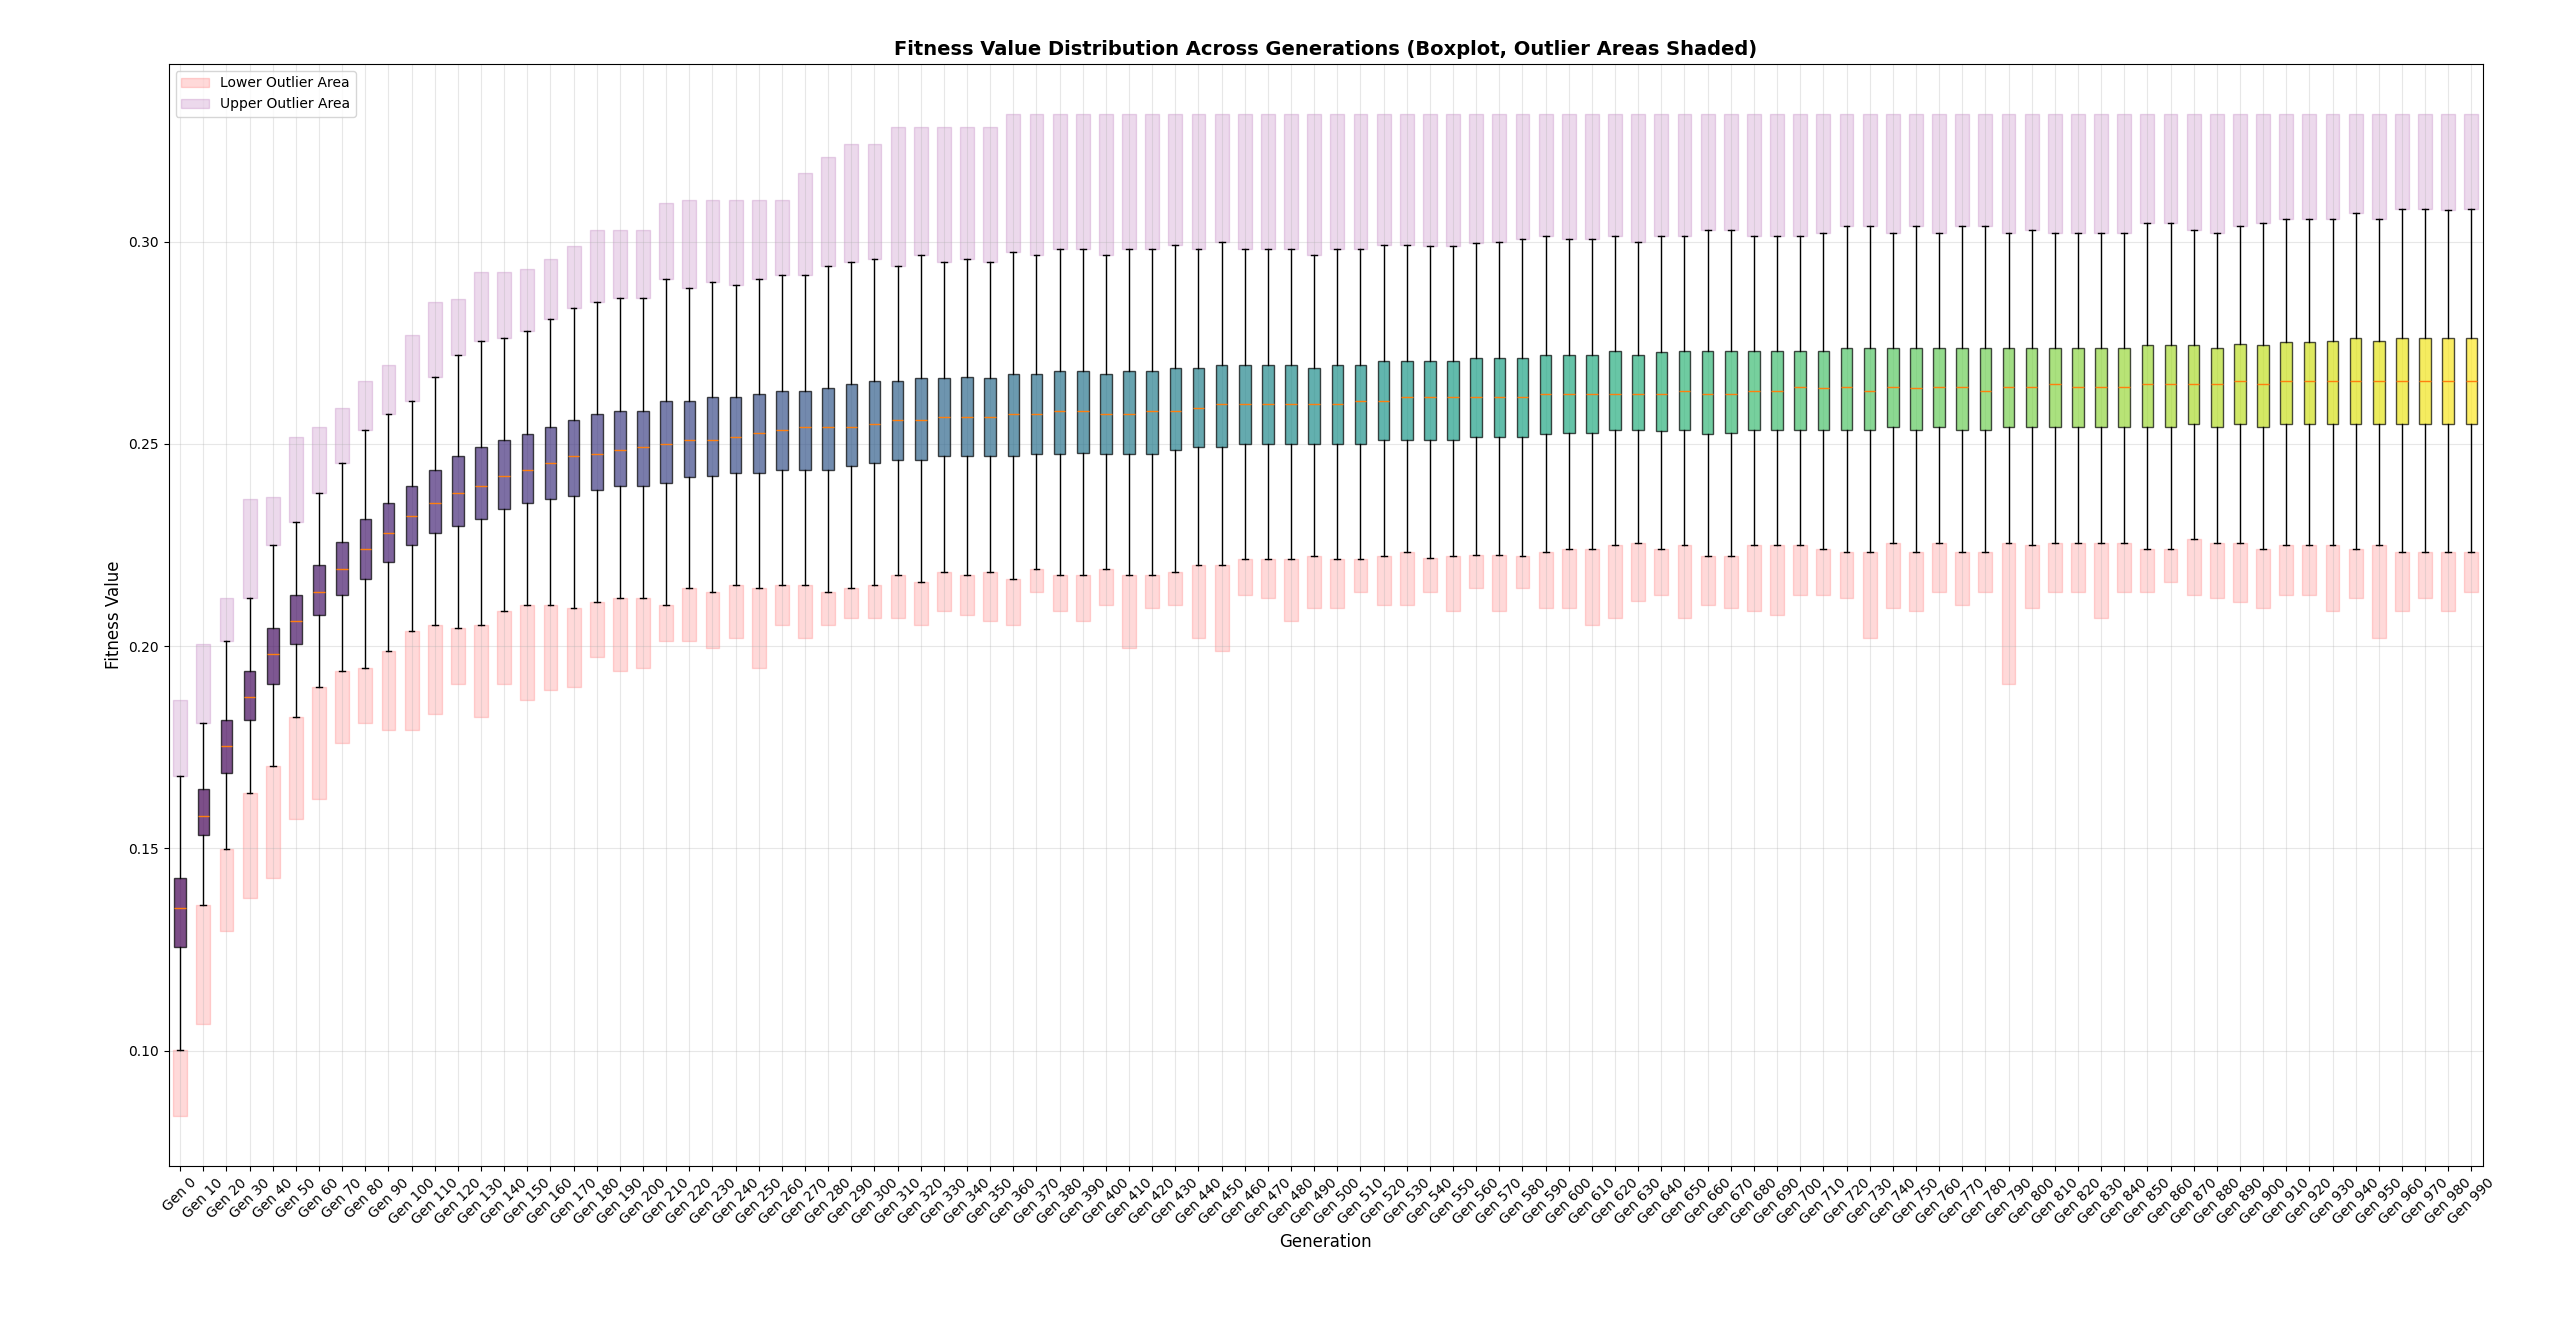 Fitness Value Distribution Across Generations (Boxplot, Outlier Areas Shaded)
Lower Outlier Area
Upper Outlier Area
Fitness Value
0.30
0.25
0.20
0.15
0.10
Gen 0
Gen 10
Gen 20
Gen 30
Gen 40
Gen 50
Gen 60
Gen 70
Gen 80
Gen 90
Gen 100
Gen 110
Gen 120
Gen 130
Gen 140
Gen 150
Gen 160
Gen 170
Gen 180
Gen 190
Gen 200
Gen 210
Gen 220
Gen 230
Gen 240
Gen 250
Gen 260
Gen 270
Gen 280
Gen 290
Gen 300
Gen 310
Gen 320
Gen 330
Gen 340
Gen 350
Gen 360
Gen 370
Gen 380
Gen 390
Gen 400
Gen 410
Gen 420
Gen 430
Gen 440
Gen 450
Gen 460
Gen 470
Gen 480
Gen 490
Gen 500
Gen 510
Gen 520
Gen 530
Gen 540
Gen 550
Gen 560
Gen 570
Gen 580
Gen 590
Gen 600
Gen 610
Gen 620
Gen 630
Gen 640
Gen 650
Gen 660
Gen 670
Gen 680
Gen 690
Gen 700
Gen 710
Gen 720
Gen 730
Gen 740
Gen 750
Gen 760
Gen 770
Gen 780
Gen 790
Gen 800
Gen 810
Gen 820
Gen 830
Gen 840
Gen 850
Gen 860
Gen 870
Gen 880
Gen 890
Gen 900
Gen 910
Gen 920
Gen 930
Gen 940
Gen 950
Gen 960
Gen 970
Gen 980
Gen 990
Generation